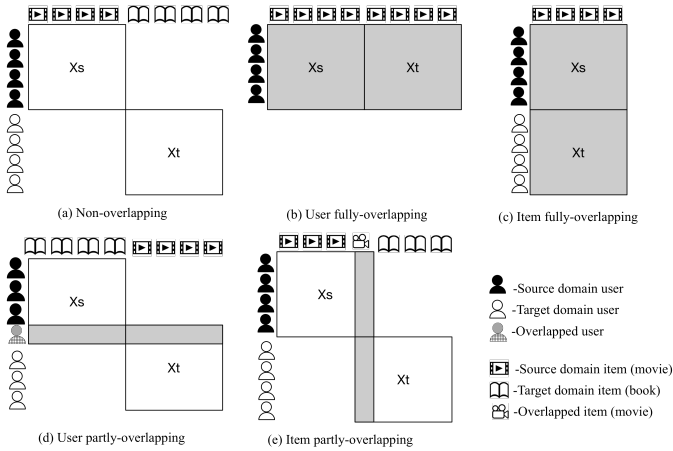 Xs
Xt
(a) Non-overlapping
Xs
Xt
(b) User fully-overlapping
Xs
Xt
(c) Item fully-overlapping
Xs
Xt
(d) User partly-overlapping
Xs
Xt
(e) Item partly-overlapping
-Source domain user
-Target domain user
-Overlapped user
-Source domain item (movie)
-Target domain item (book)
-Overlapped item (movie)